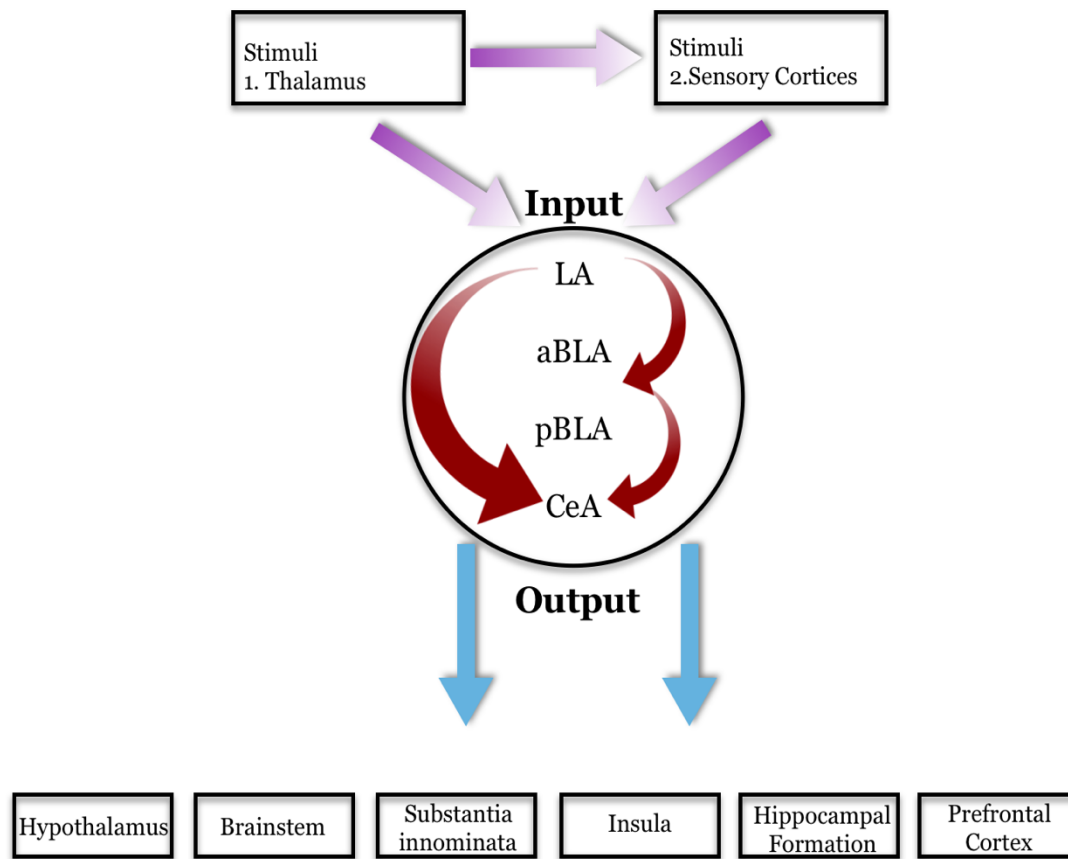 Stimuli
1. Thalamus
Stimuli
2.Sensory Cortices
Input
LA
aBLA
pBLA
CeA
Output
Hypothalamus
Brainstem
Substantia
innominata
Insula
Hippocampal
Formation
Prefrontal
Cortex